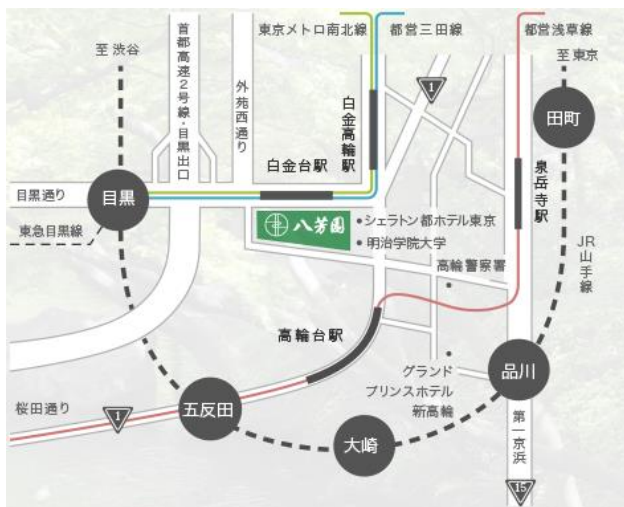 東京メトロ南北線
都営三田線
都営浅草線
至 渋谷
首都高速2号線・目黒出口
外苑西通り
1
至 東京
田町
白金高輪駅
白金台駅
泉岳寺駅
目黒通り
目黒
東急目黒線
八芳園
シェラトン都ホテル東京
明治学院大学
高輪警察署
JR山手線
高輪台駅
グランド
プリンスホテル
新高輪
品川
桜田通り
1
五反田
大崎
第一京浜
15